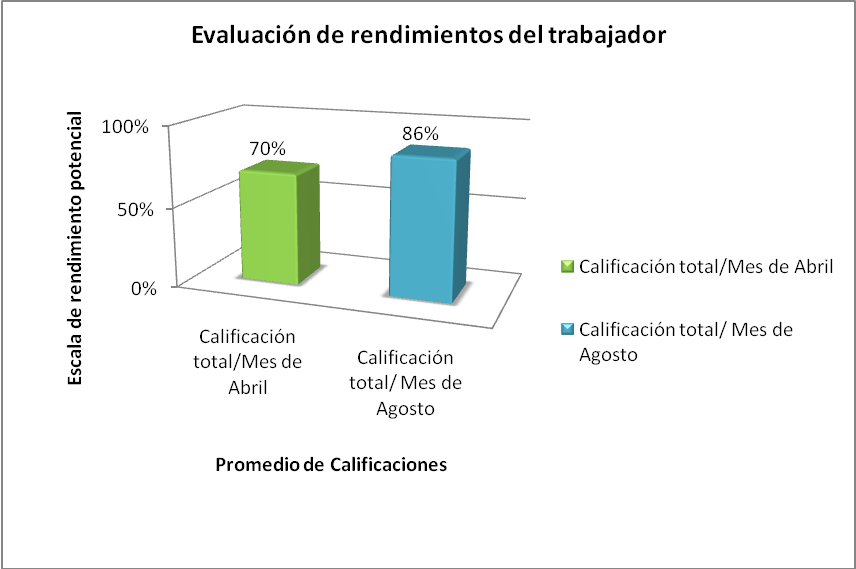 Evaluación de rendimientos del trabajador
Escala de rendimiento potencial
100%
50%
0%
70%
86%
Calificación
total/Mes de
Abril
Calificación
total/ Mes de
Agosto
Promedio de Calificaciones
Calificación total/Mes de Abril
Calificación total/ Mes de
Agosto